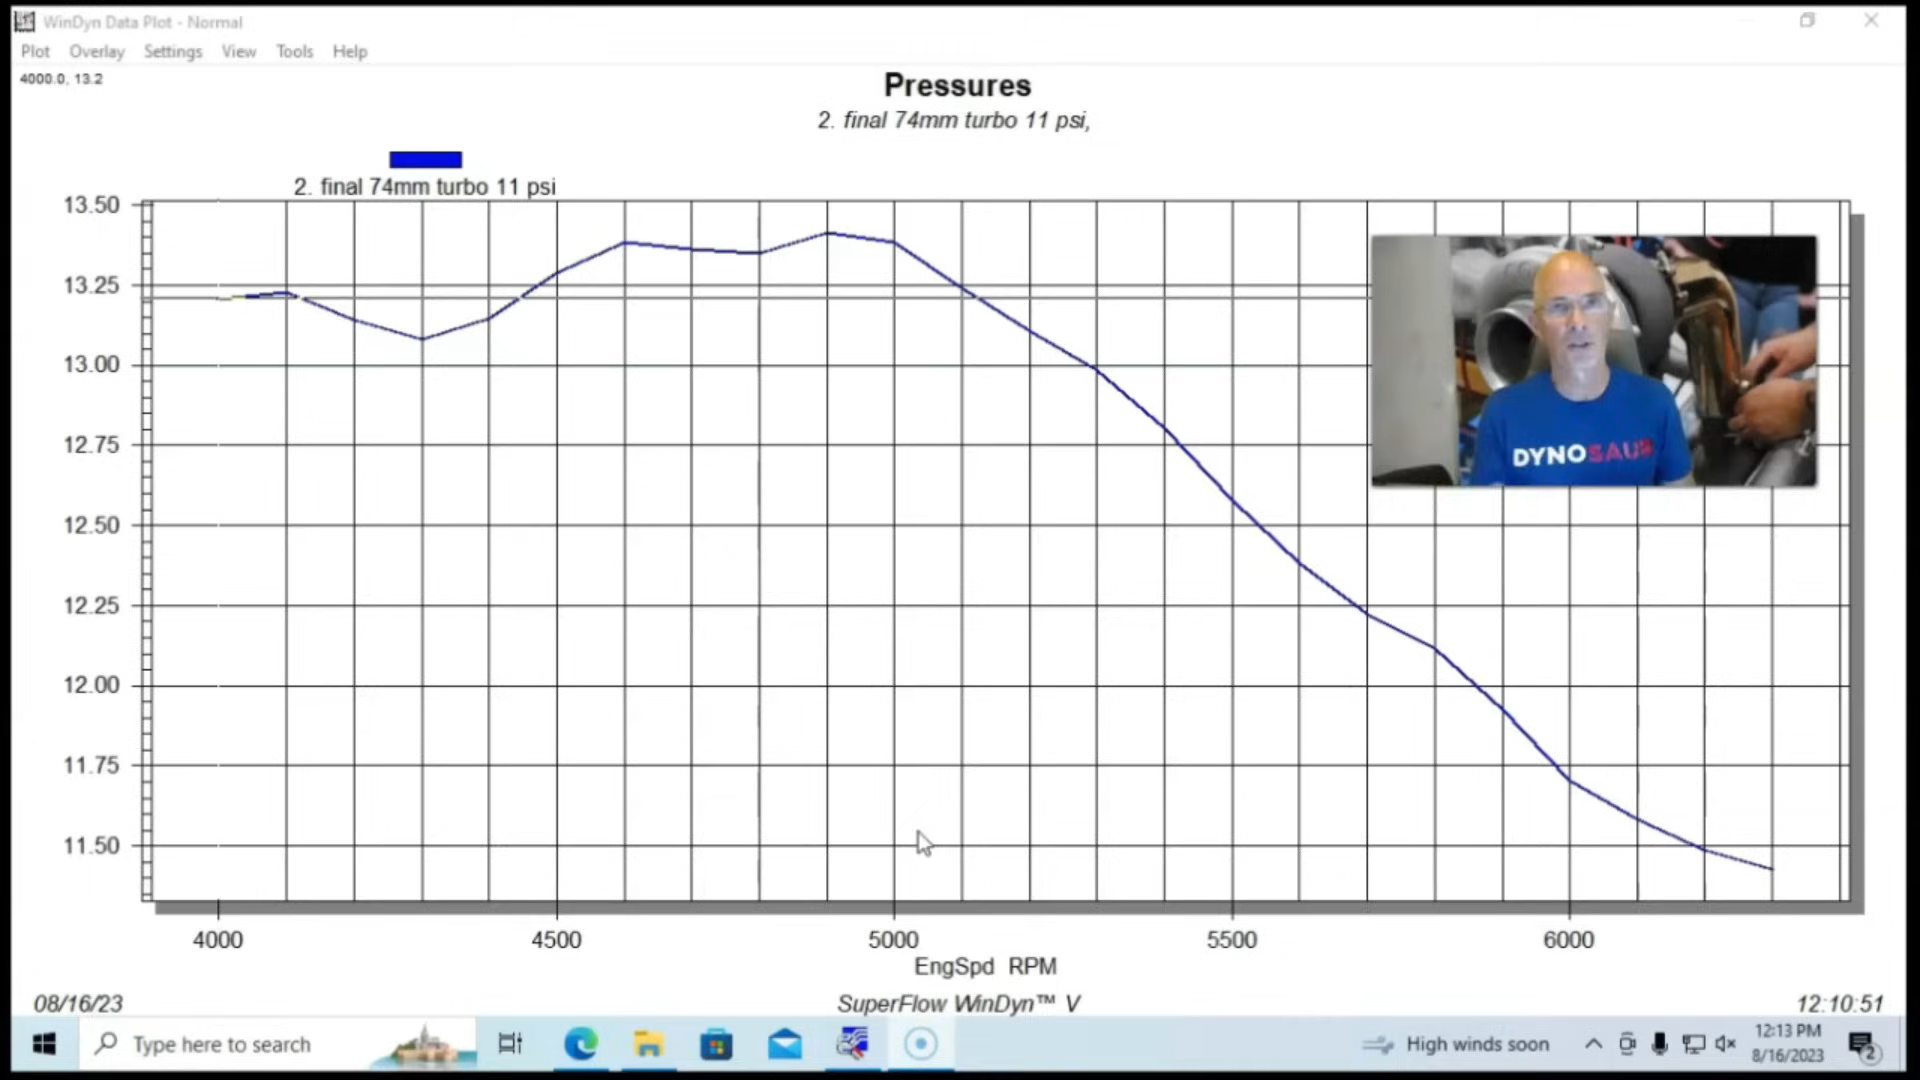 WinDyn Data Plot - Normal
Plot Overlay Settings View Tools Help
4000.0, 13.2
Pressures
2. final 74mm turbo 11 psi,
2. final 74mm turbo 11 psi
13.50
13.25
13.00
12.75
12.50
12.25
12.00
11.75
11.50
DYNOSAUR
4000 4500 5000 5500 6000
EngSpd RPM
08/16/23 SuperFlow WinDyn™ V 12:10:51
Type here to search
High winds soon
12:13 PM
8/16/2023
2